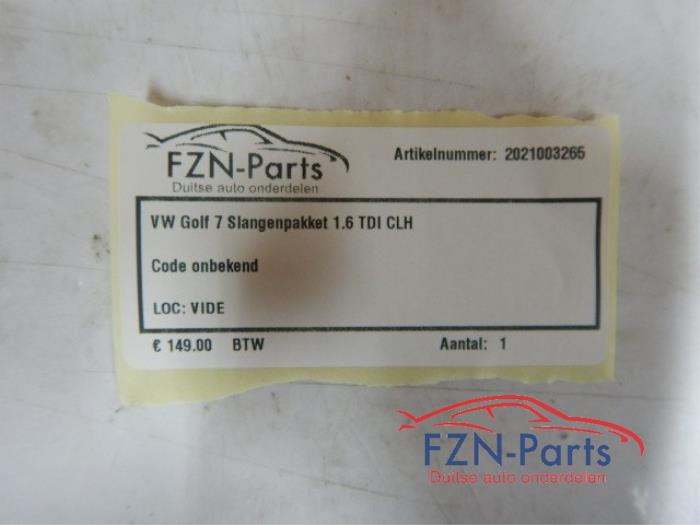 FZN-Parts
Duitse auto onderdelen
Artikelnummer: 2021003265
VW Golf 7 Slangenpakket 1.6 TDI CLH
Code onbekend
LOC: VIDE
€ 149.00 BTW Aantal: 1
FZN-Parts
Duitse auto onderdelen